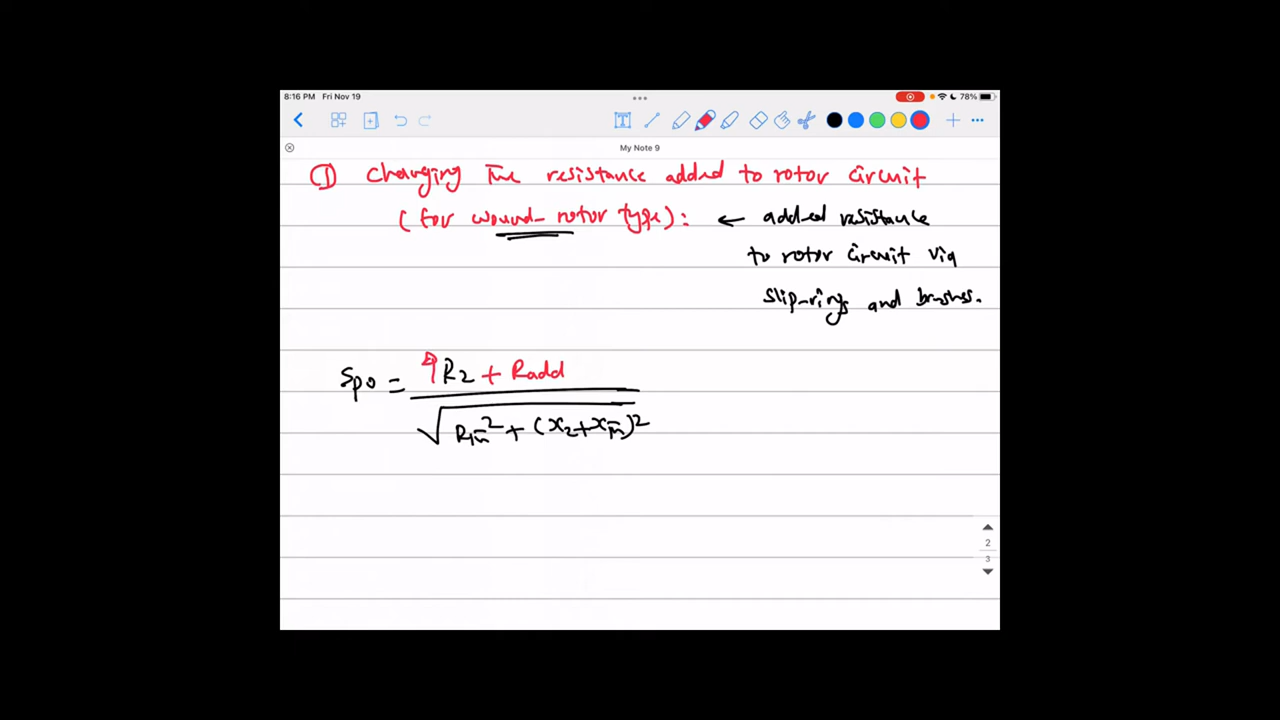 8:16 PM Fri Nov 19 78%
My Note 9
① Changing the resistance added to rotor circuit
(for wound-rotor type): ← added resistance
to rotor circuit via
slip-rings and brushes.
Spo = R2 + Radd
√R1m² + (x2+x1m)²
2
3